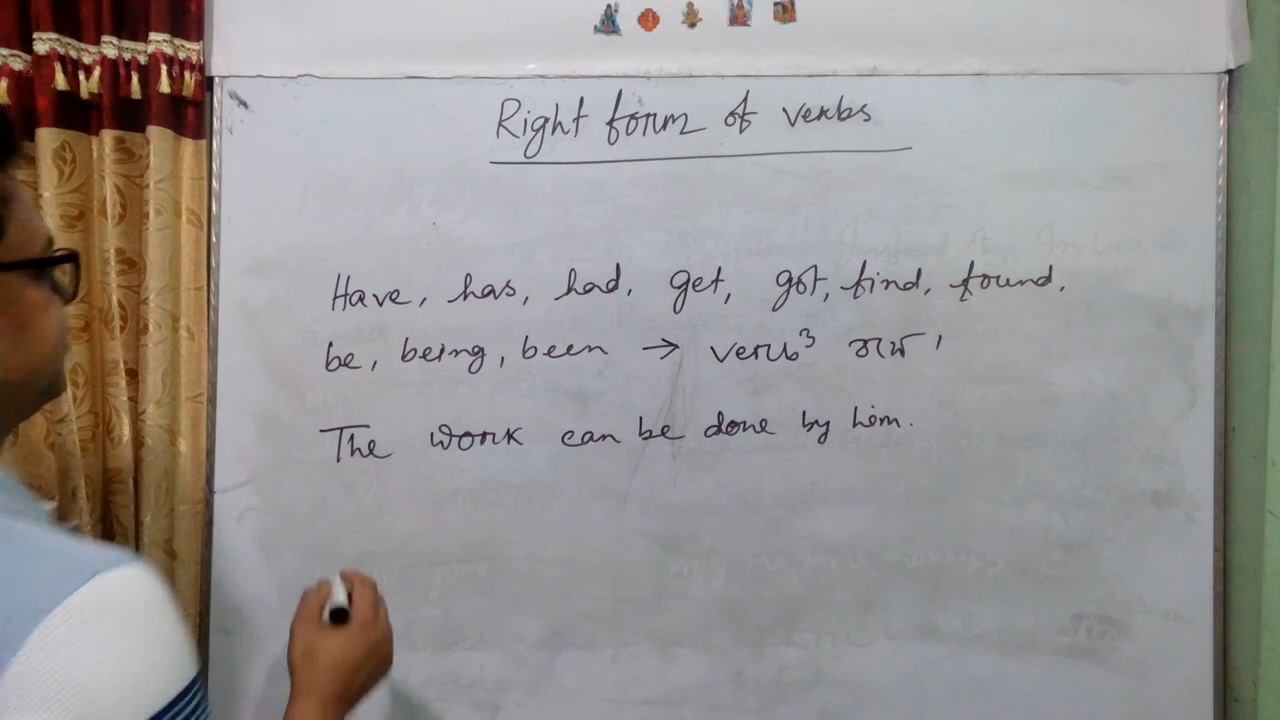 Right form of verbs
Have, has, had, get, got, find, found,
be, being, been → verb³ হবে।
The work can be done by him.